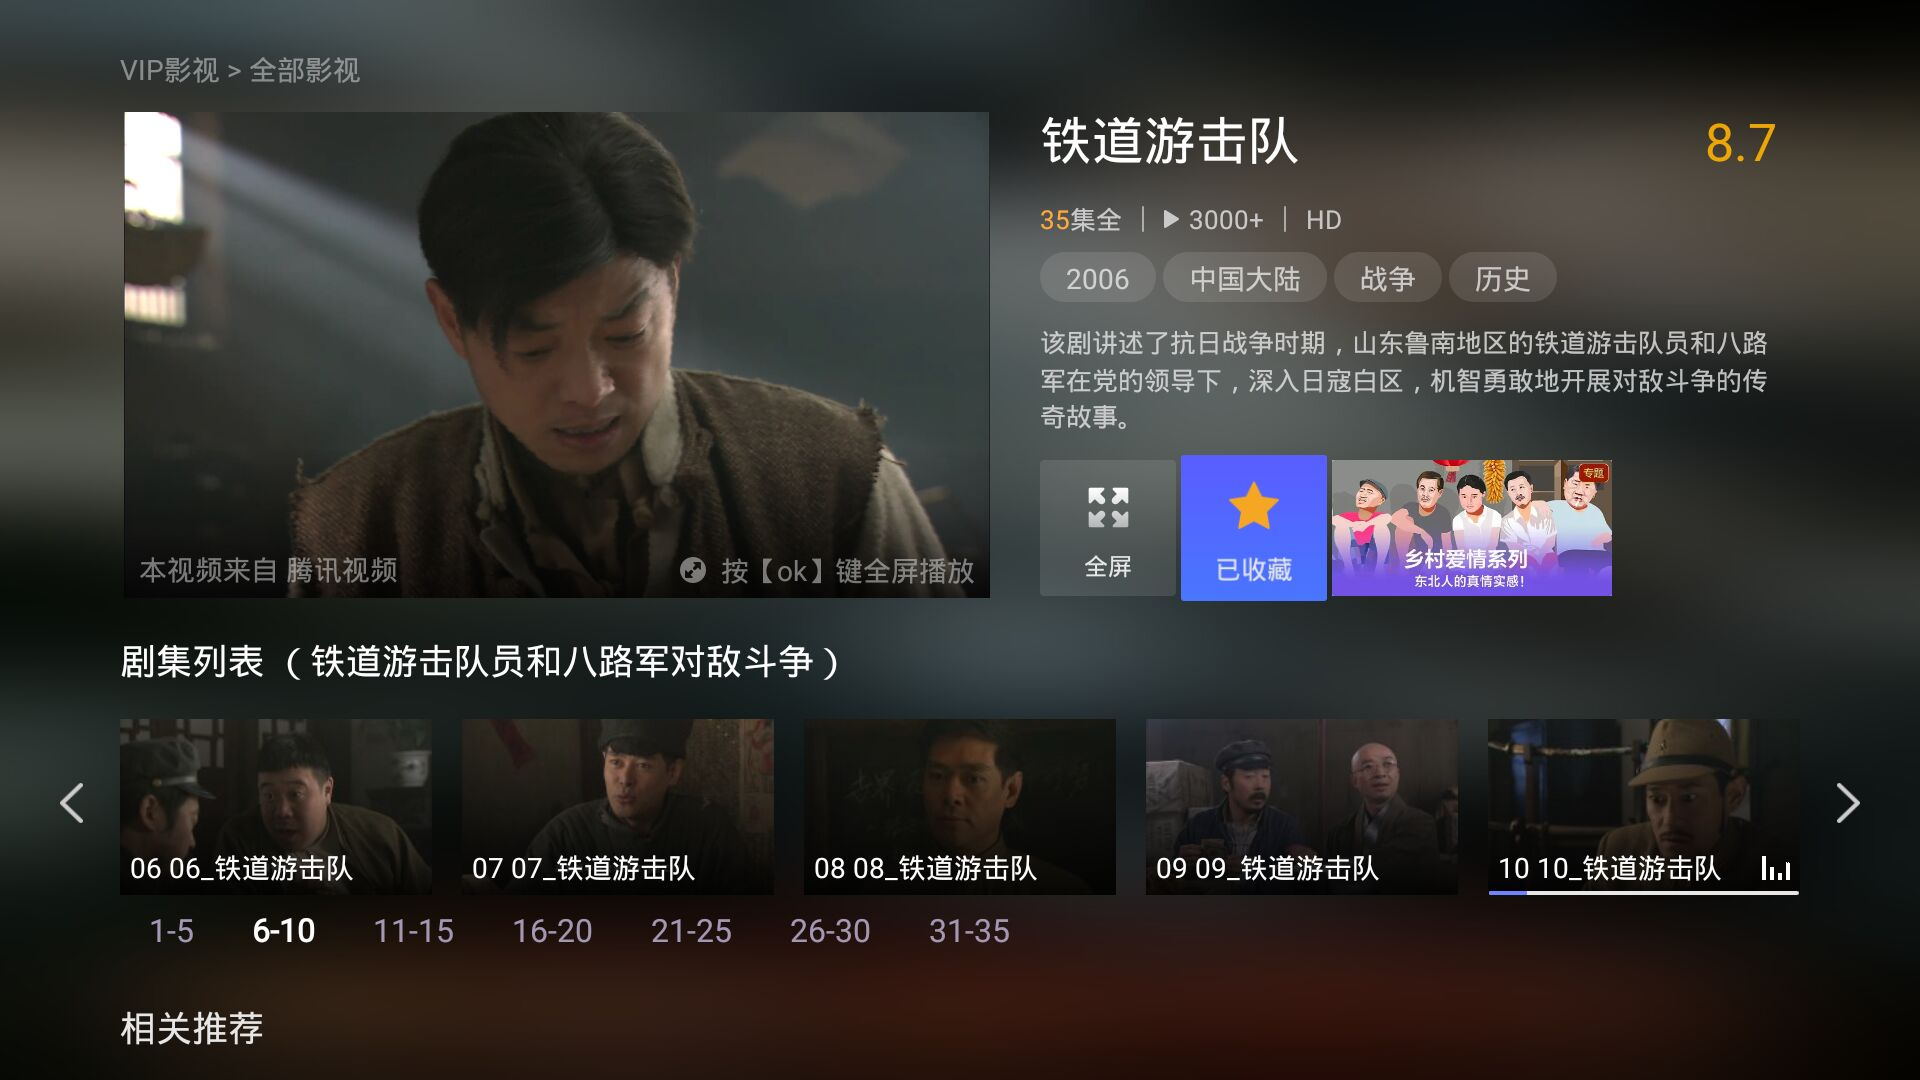 VIP影视 > 全部影视
铁道游击队
8.7
35集全 | 3000+ | HD
2006 中国大陆 战争 历史
该剧讲述了抗日战争时期，山东鲁南地区的铁道游击队员和八路
军在党的领导下，深入日寇白区，机智勇敢地开展对敌斗争的传
奇故事。
本视频来自 腾讯视频
按【ok】键全屏播放
全屏
已收藏
专题
乡村爱情系列
东北人的真情实感！
剧集列表 （铁道游击队员和八路军对敌斗争）
06 06_铁道游击队
07 07_铁道游击队
08 08_铁道游击队
09 09_铁道游击队
10 10_铁道游击队
1-5 6-10 11-15 16-20 21-25 26-30 31-35
相关推荐